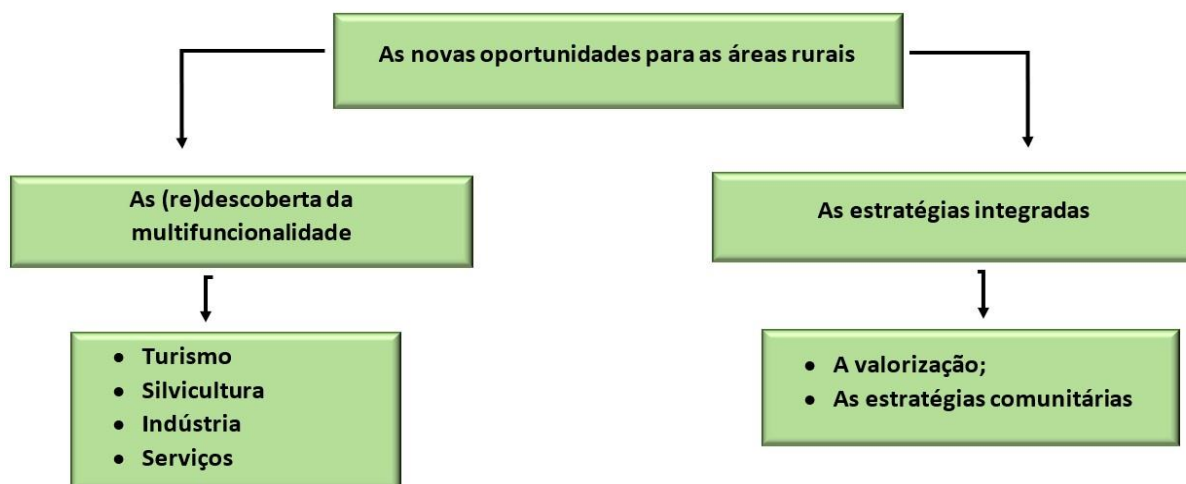 As novas oportunidades para as áreas rurais
As (re)descoberta da
multifuncionalidade
As estratégias integradas
• Turismo
• Silvicultura
• Indústria
• Serviços
• A valorização;
• As estratégias comunitárias